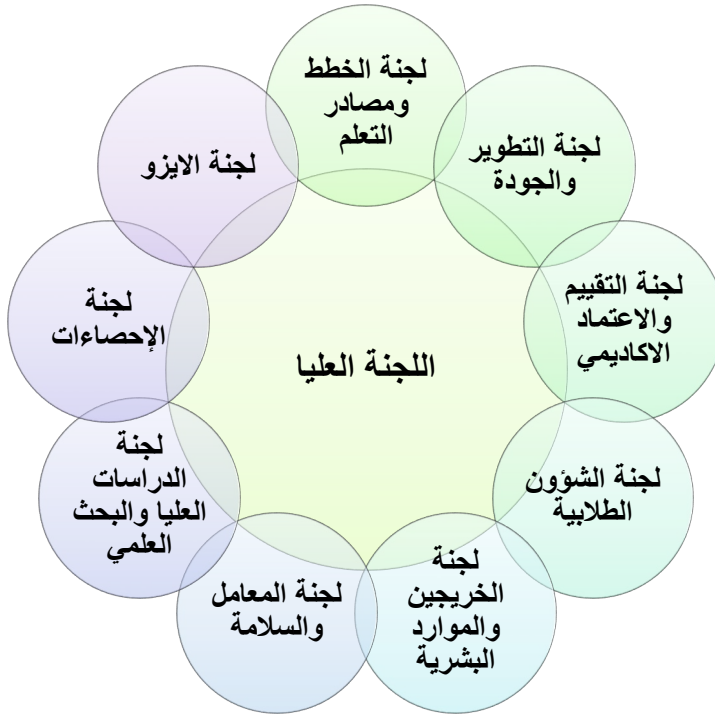 لجنة الخطط
ومصادر
التعلم
لجنة التطوير
والجودة
لجنة التقييم
والاعتماد
الاكاديمي
لجنة الشؤون
الطلابية
لجنة
الخريجين
والموارد
البشرية
لجنة المعامل
والسلامة
لجنة
الدراسات
العليا والبحث
العلمي
لجنة
الإحصاءات
لجنة الايزو
اللجنة العليا